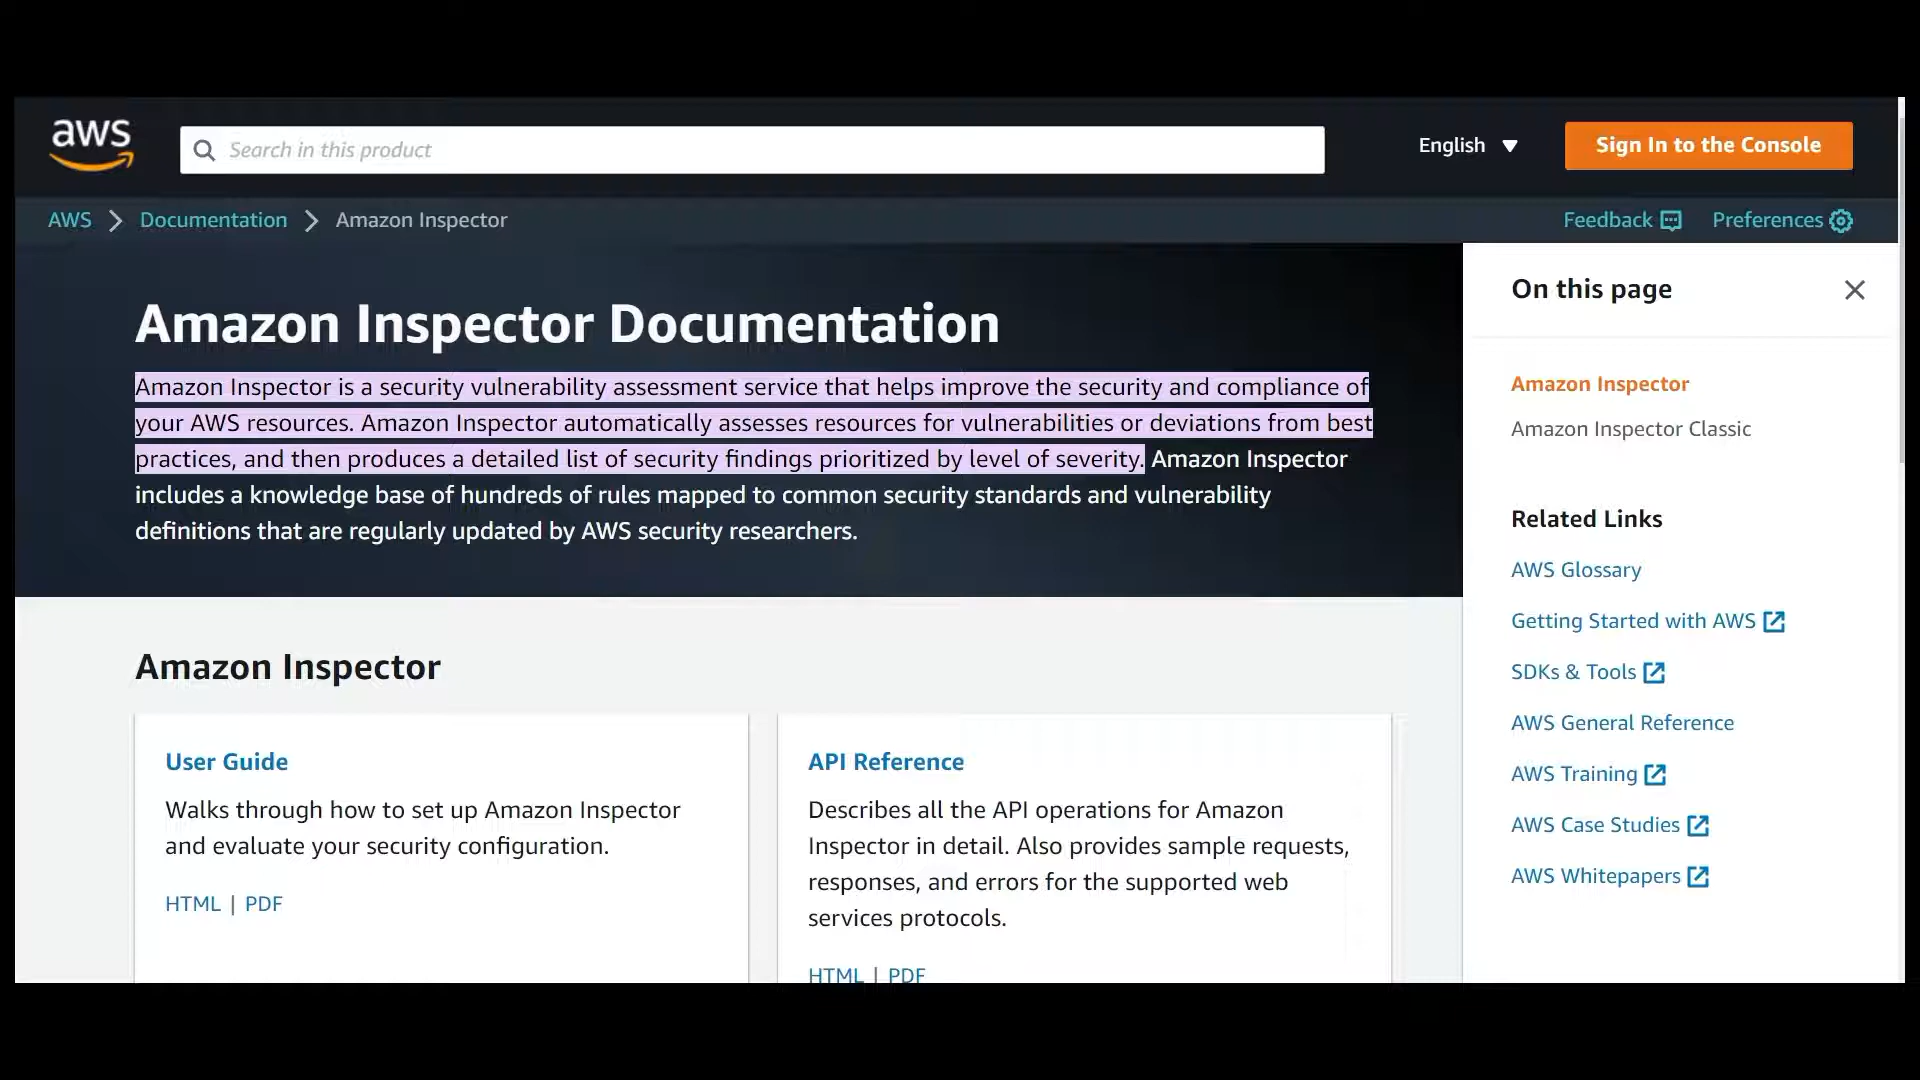 aws
Search in this product
English
Sign In to the Console
AWS
Documentation
Amazon Inspector
Feedback
Preferences
Amazon Inspector Documentation
Amazon Inspector is a security vulnerability assessment service that helps improve the security and compliance of
your AWS resources. Amazon Inspector automatically assesses resources for vulnerabilities or deviations from best
practices, and then produces a detailed list of security findings prioritized by level of severity. Amazon Inspector
includes a knowledge base of hundreds of rules mapped to common security standards and vulnerability
definitions that are regularly updated by AWS security researchers.
Amazon Inspector
User Guide
Walks through how to set up Amazon Inspector
and evaluate your security configuration.
HTML | PDF
API Reference
Describes all the API operations for Amazon
Inspector in detail. Also provides sample requests,
responses, and errors for the supported web
services protocols.
HTML | PDF
On this page
Amazon Inspector
Amazon Inspector Classic
Related Links
AWS Glossary
Getting Started with AWS
SDKs & Tools
AWS General Reference
AWS Training
AWS Case Studies
AWS Whitepapers